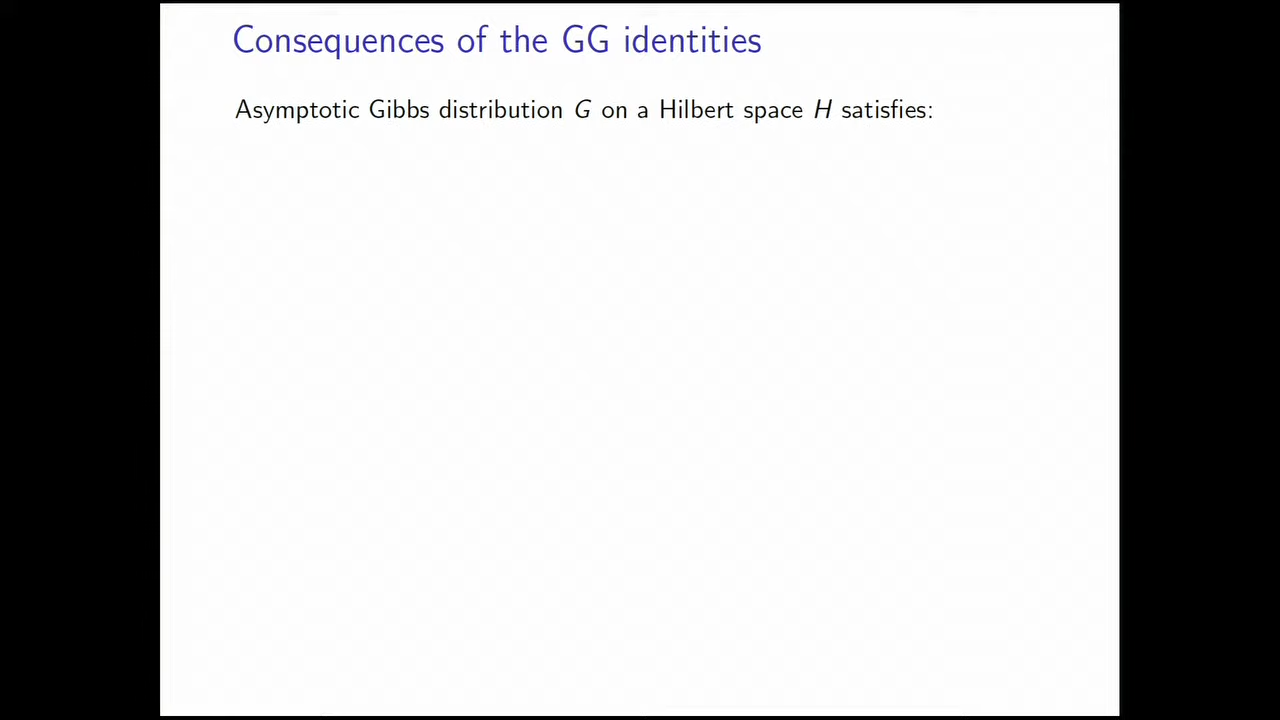 Consequences of the GG identities
Asymptotic Gibbs distribution G on a Hilbert space H satisfies: